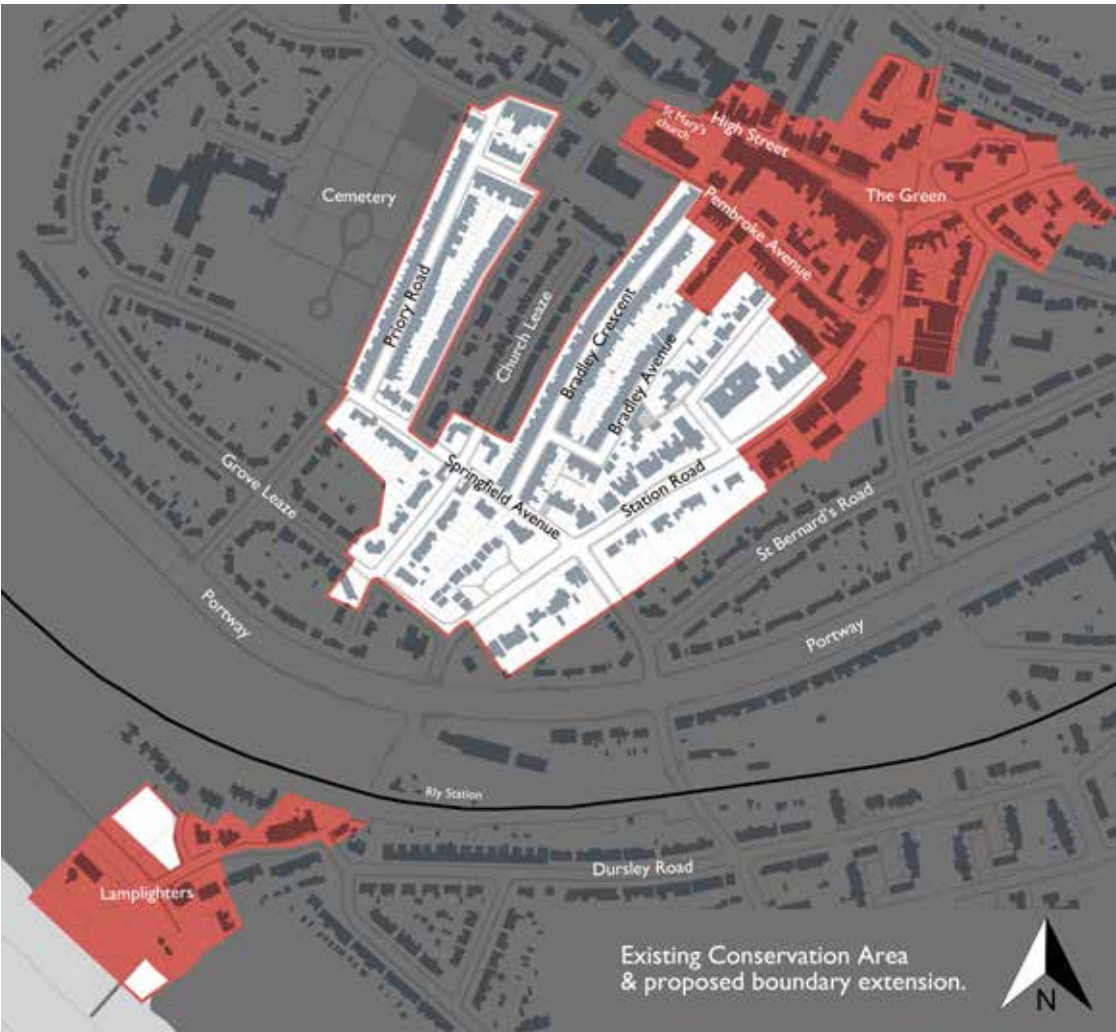 St Mary's
church
High Street
The Green
Pembroke Avenue
Cemetery
Priory Road
Church Leaze
Bradley Crescent
Bradley Avenue
Springfield Avenue
Station Road
Grove Leaze
St Bernard's Road
Portway
Portway
Rly Station
Dursley Road
Lamplighters
Existing Conservation Area
& proposed boundary extension.
N